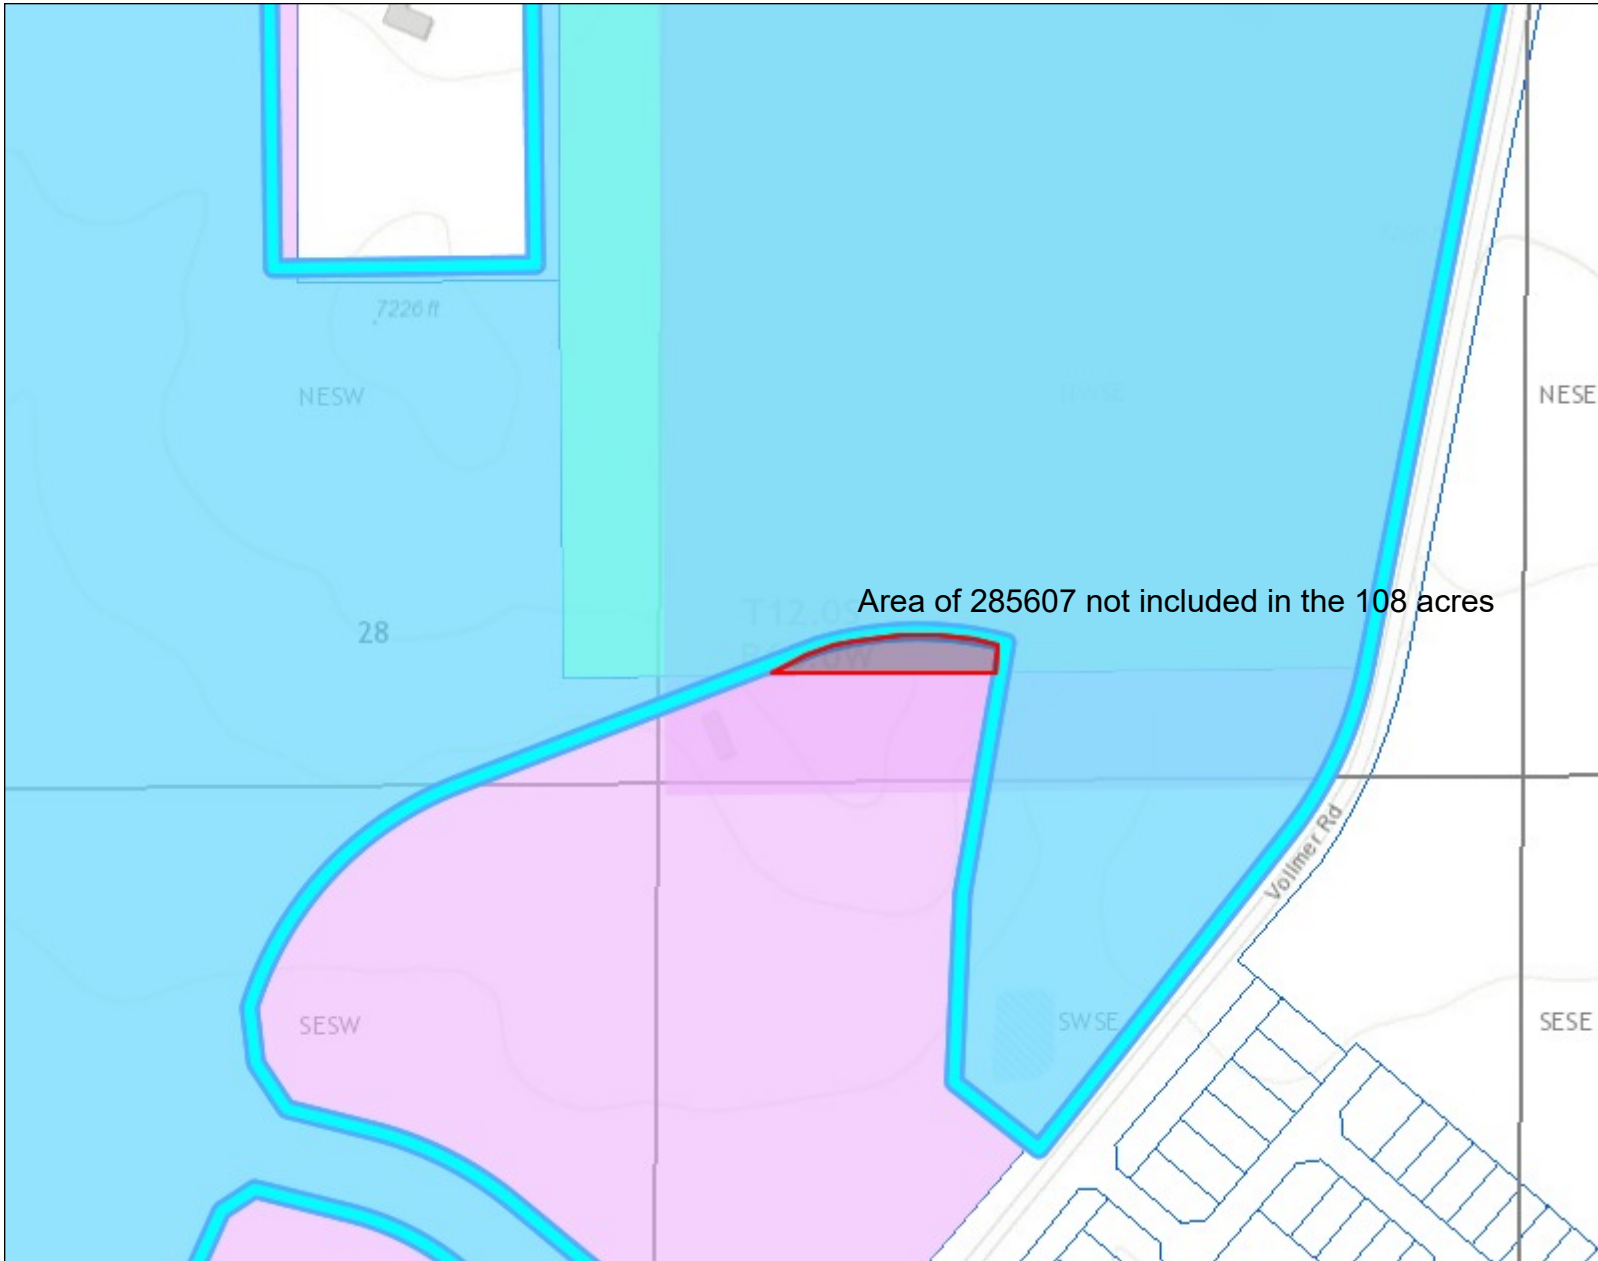 7226 ft
NESW
NWSE
NESE
Area of 285607 not included in the 108 acres
28
Vollmer Rd
SESW
SWSE
SESE